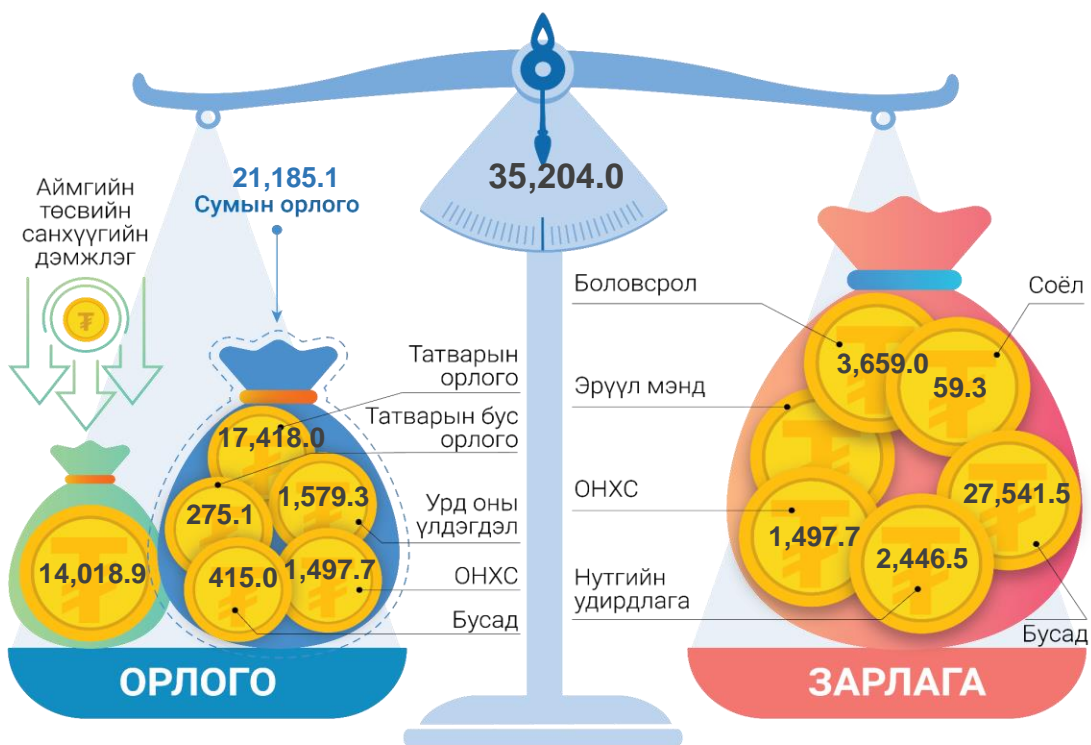 35,204.0
21,185.1
Сумын орлого
Аймгийн
төсвийн
санхүүгийн
дэмжлэг
14,018.9
Татварын
орлого
17,418.0
Татварын бус
орлого
275.1
1,579.3
Урд оны
үлдэгдэл
1,497.7
ОНХС
415.0
Бусад
ОРЛОГО
Боловсрол
3,659.0
Соёл
59.3
Эрүүл мэнд
ОНХС
1,497.7
27,541.5
Нутгийн
удирдлага
2,446.5
Бусад
ЗАРЛАГА